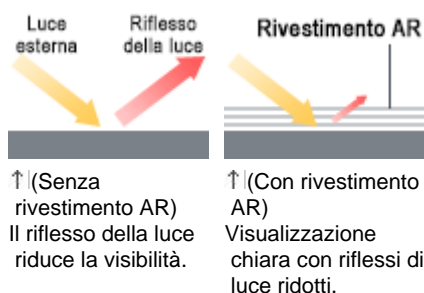 Luce
esterna
Riflesso
della luce
Rivestimento AR
↑ (Senza
rivestimento AR)
Il riflesso della luce
riduce la visibilità.
↑ (Con rivestimento
AR)
Visualizzazione
chiara con riflessi di
luce ridotti.